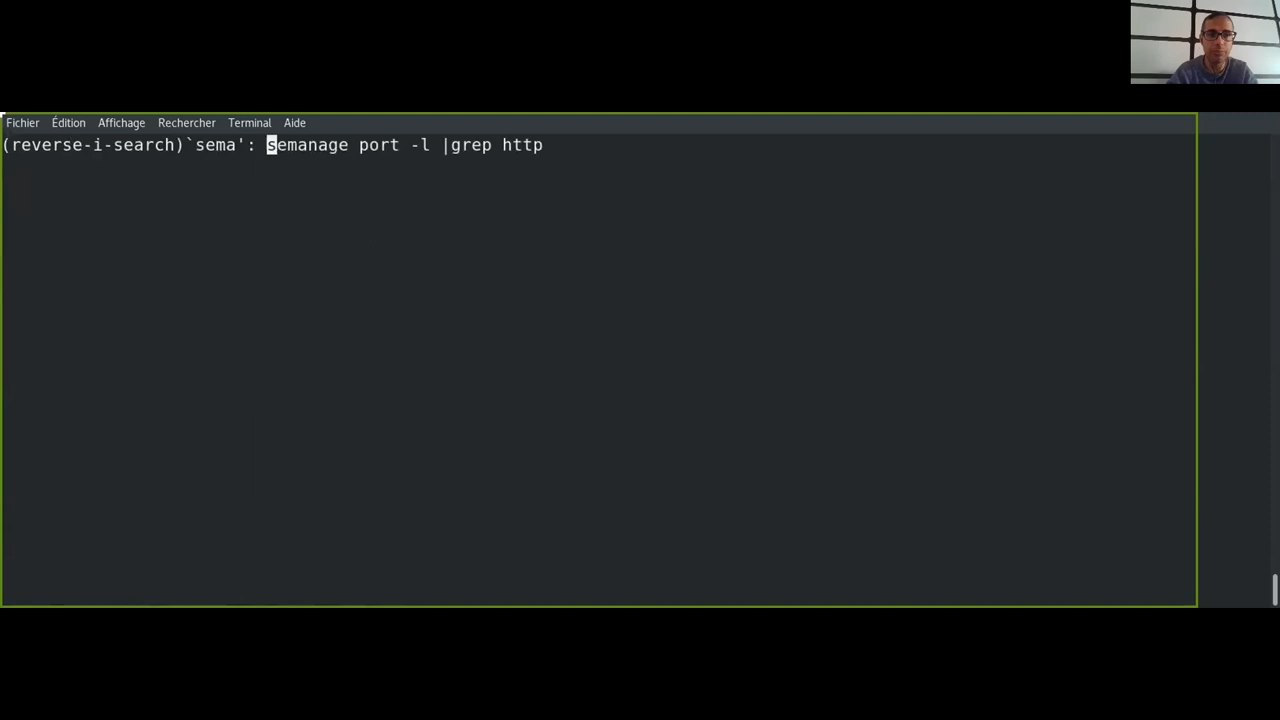 Fichier Édition Affichage Rechercher Terminal Aide
(reverse-i-search)`sema': semanage port -l |grep http